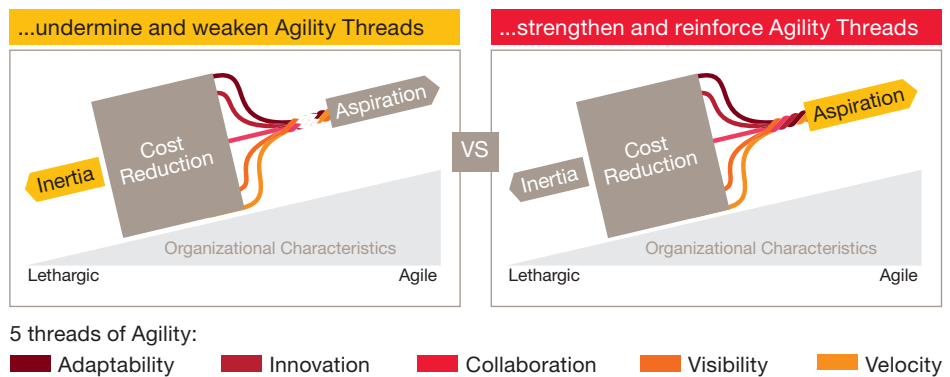 ...undermine and weaken Agility Threads
...strengthen and reinforce Agility Threads
Aspiration
Cost
Reduction
Inertia
Organizational Characteristics
Lethargic
Agile
VS
Aspiration
Cost
Reduction
Inertia
Organizational Characteristics
Lethargic
Agile
5 threads of Agility:
Adaptability Innovation Collaboration Visibility Velocity